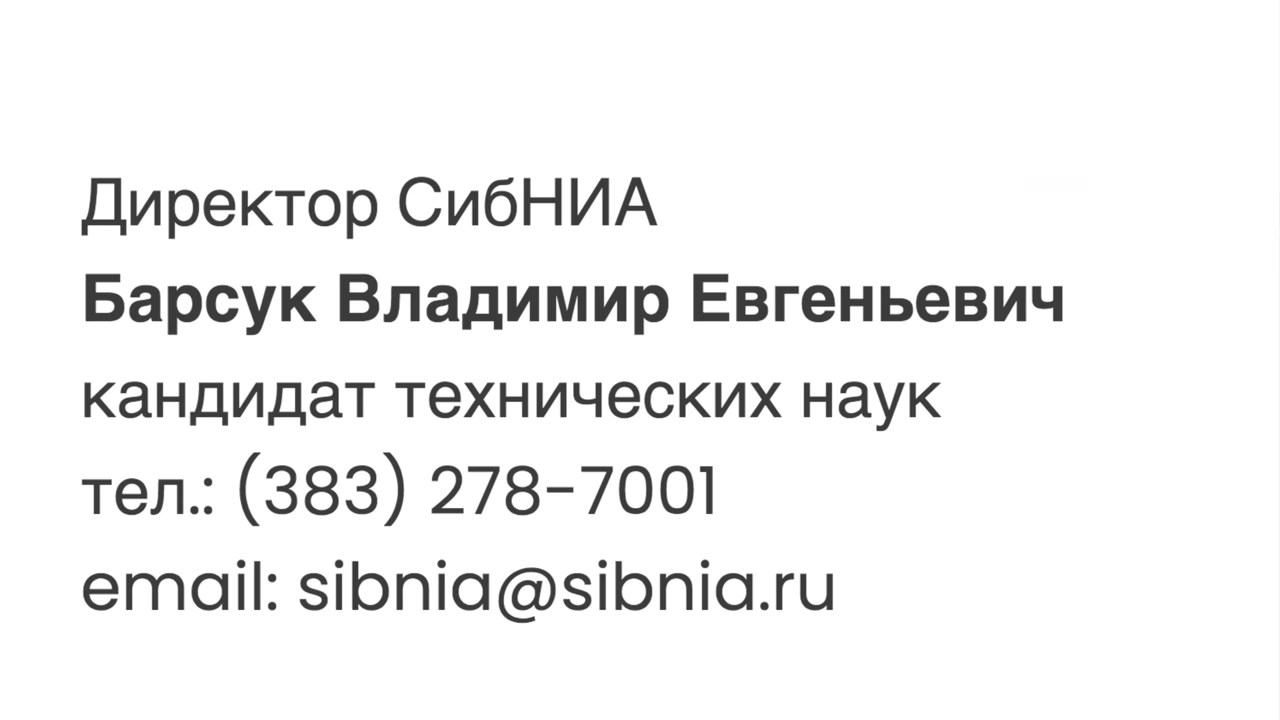 Директор СибНИА
Барсук Владимир Евгеньевич
кандидат технических наук
тел.: (383) 278-7001
email: sibnia@sibnia.ru